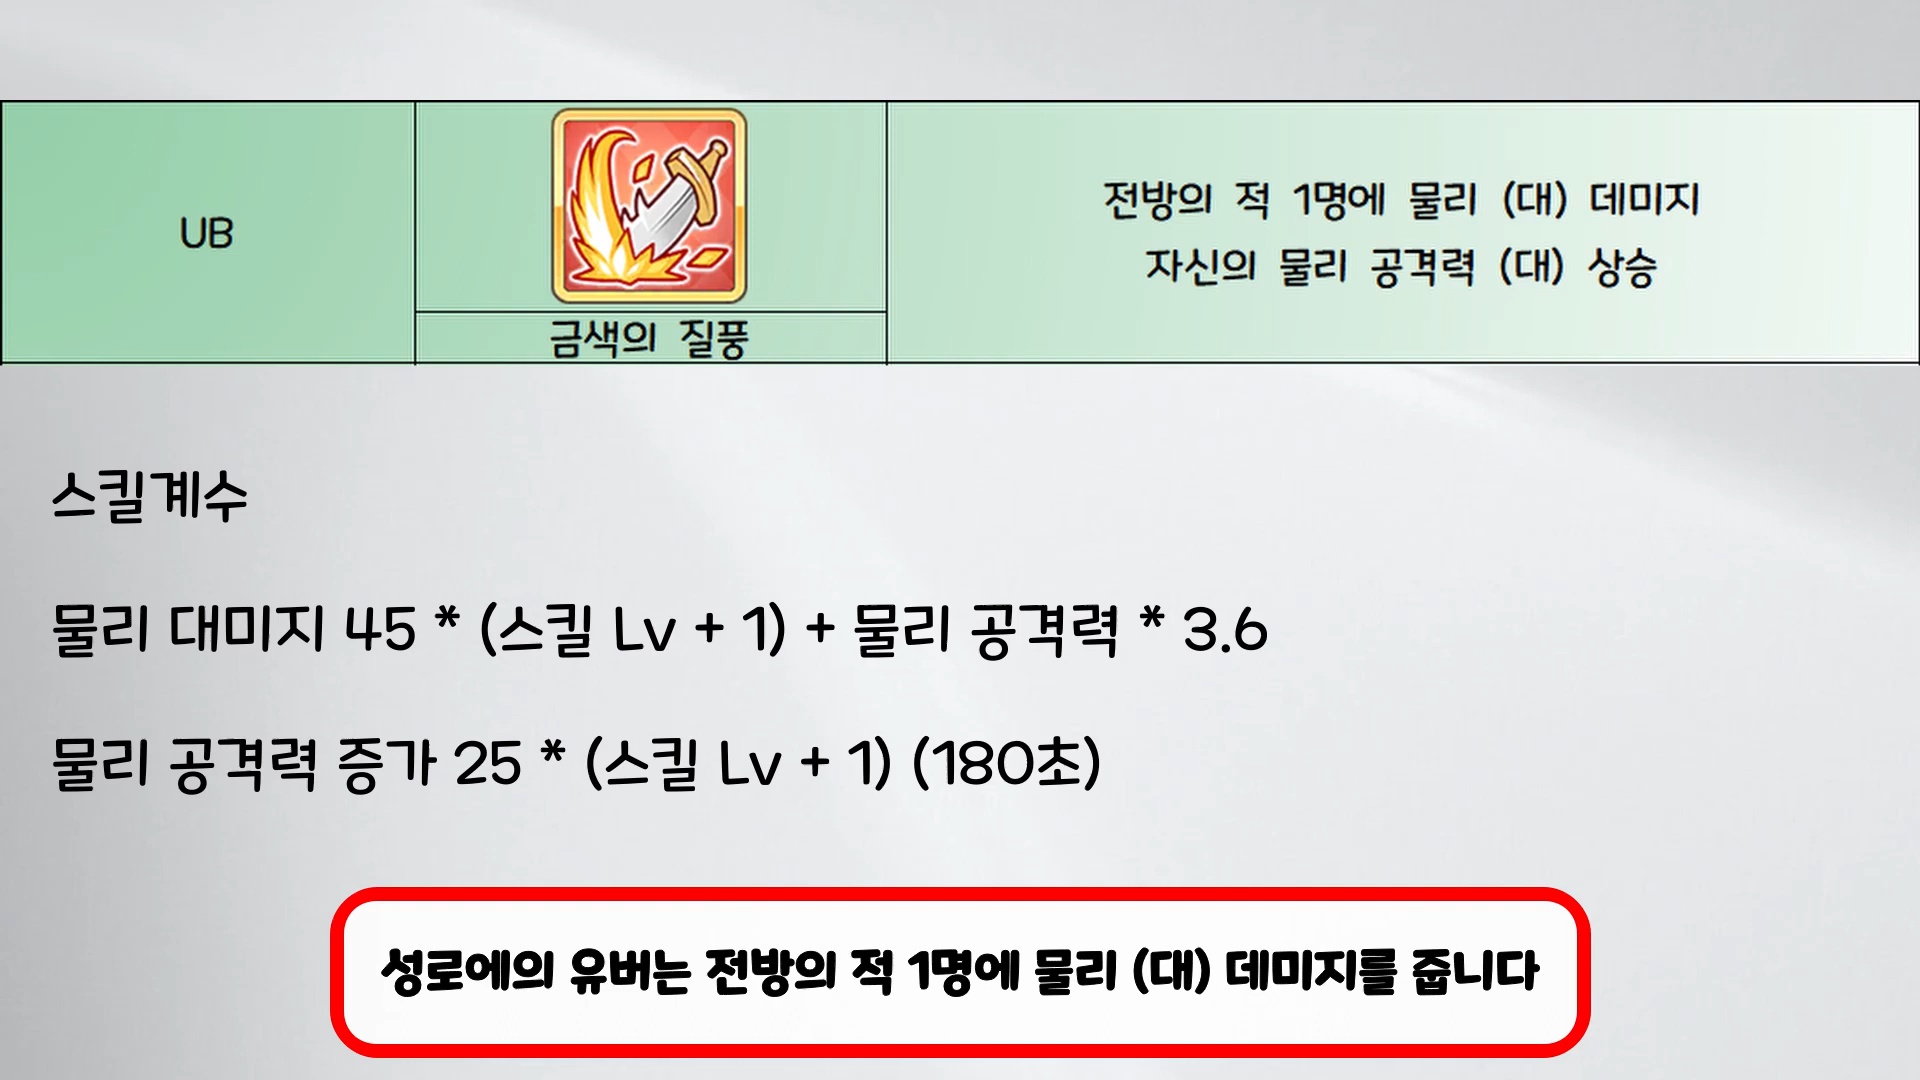 UB
금색의 질풍
전방의 적 1명에 물리 (대) 데미지
자신의 물리 공격력 (대) 상승
스킬계수
물리 대미지 45 * (스킬 Lv + 1) + 물리 공격력 * 3.6
물리 공격력 증가 25 * (스킬 Lv + 1) (180초)
성로에의 유버는 전방의 적 1명에 물리 (대) 데미지를 줍니다